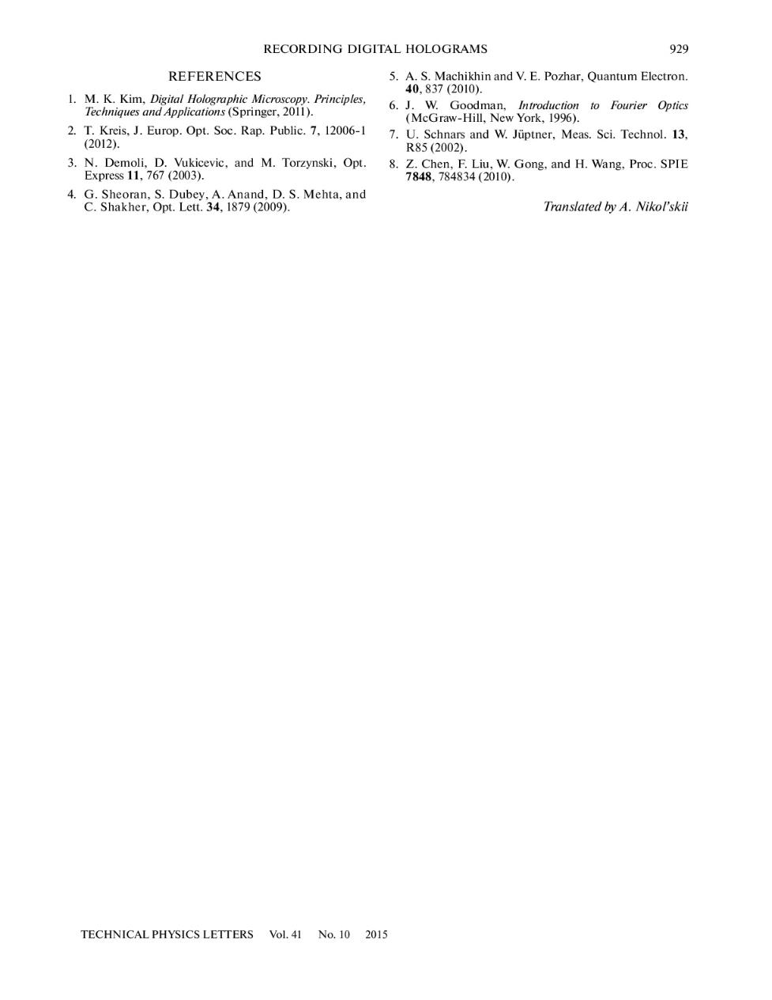 RECORDING DIGITAL HOLOGRAMS 929
REFERENCES
1. M. K. Kim, Digital Holographic Microscopy. Principles,
Techniques and Applications (Springer, 2011).
2. T. Kreis, J. Europ. Opt. Soc. Rap. Public. 7, 12006-1
(2012).
3. N. Demoli, D. Vukicevic, and M. Torzynski, Opt.
Express 11, 767 (2003).
4. G. Sheoran, S. Dubey, A. Anand, D. S. Mehta, and
C. Shakher, Opt. Lett. 34, 1879 (2009).
5. A. S. Machikhin and V. E. Pozhar, Quantum Electron.
40, 837 (2010).
6. J. W. Goodman, Introduction to Fourier Optics
(McGraw-Hill, New York, 1996).
7. U. Schnars and W. Jüptner, Meas. Sci. Technol. 13,
R85 (2002).
8. Z. Chen, F. Liu, W. Gong, and H. Wang, Proc. SPIE
7848, 784834 (2010).
Translated by A. Nikol’skii
TECHNICAL PHYSICS LETTERS Vol. 41 No. 10 2015